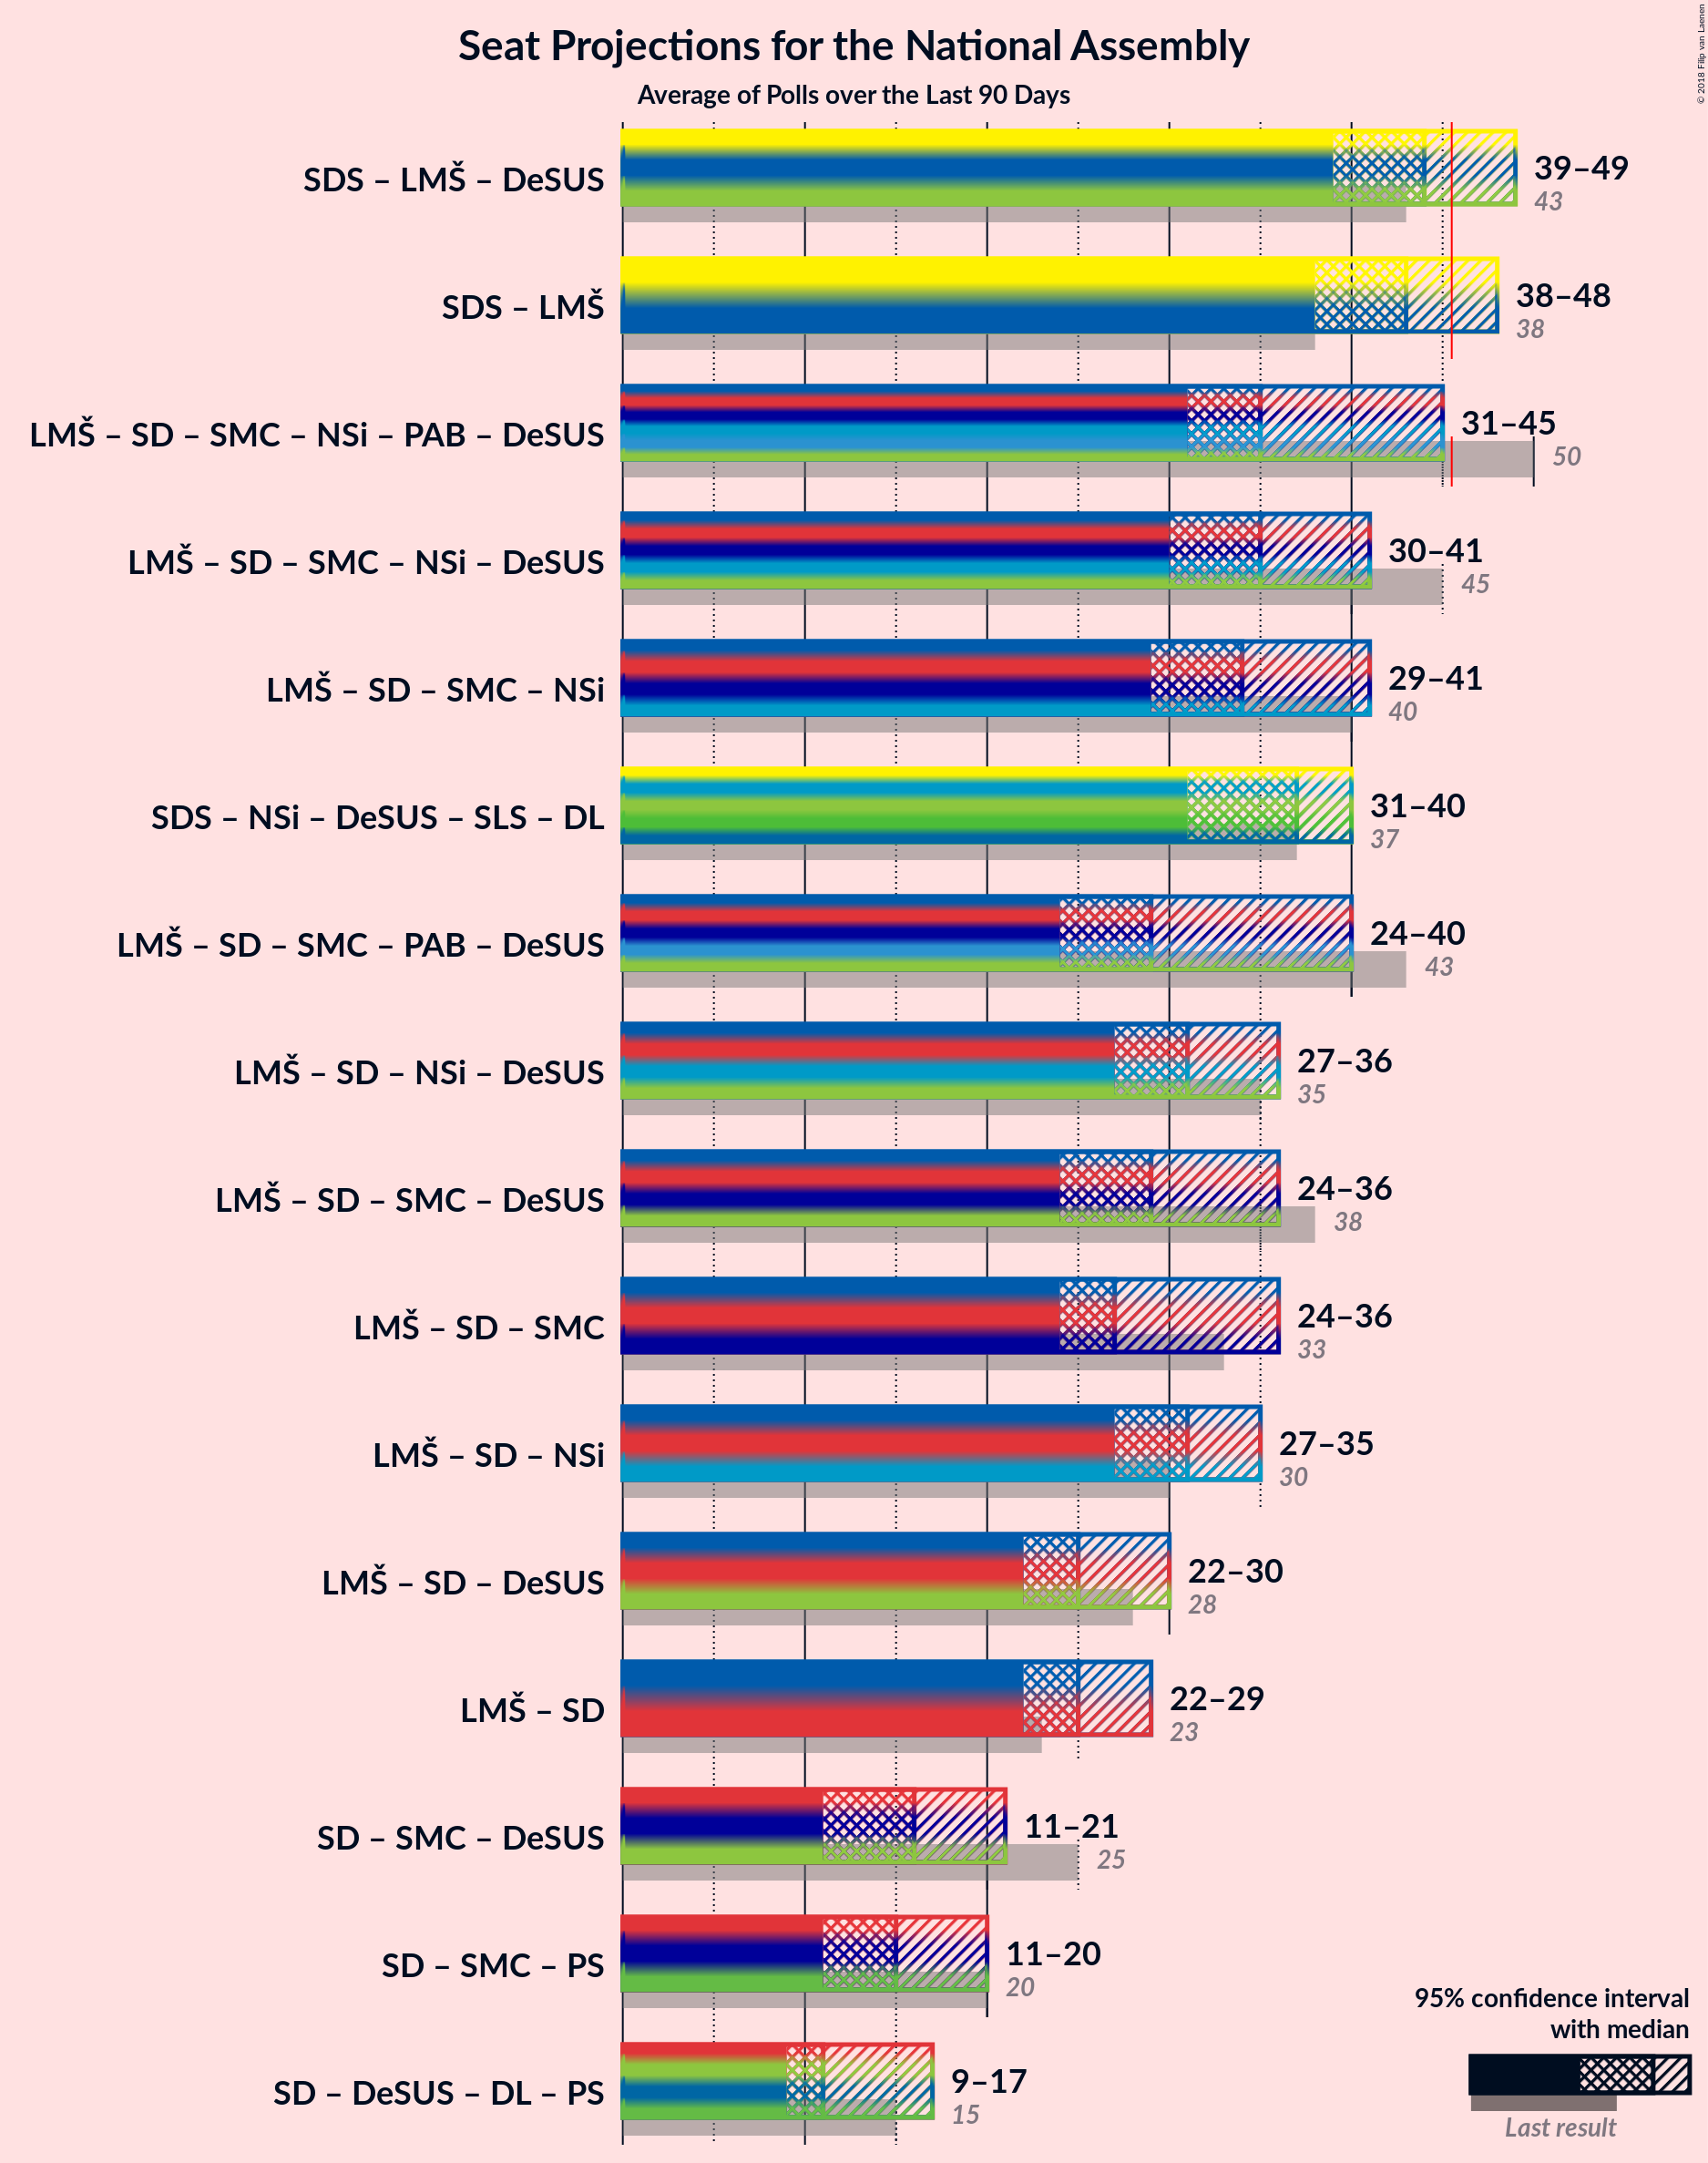 Seat Projections for the National Assembly
Average of Polls over the Last 90 Days
© 2018 Filip van Laenen
SDS – LMŠ – DeSUS
39–49
43
SDS – LMŠ
38–48
38
LMŠ – SD – SMC – NSi – PAB – DeSUS
31–45
50
LMŠ – SD – SMC – NSi – DeSUS
30–41
45
LMŠ – SD – SMC – NSi
29–41
40
SDS – NSi – DeSUS – SLS – DL
31–40
37
LMŠ – SD – SMC – PAB – DeSUS
24–40
43
LMŠ – SD – NSi – DeSUS
27–36
35
LMŠ – SD – SMC – DeSUS
24–36
38
LMŠ – SD – SMC
24–36
33
LMŠ – SD – NSi
27–35
30
LMŠ – SD – DeSUS
22–30
28
LMŠ – SD
22–29
23
SD – SMC – DeSUS
11–21
25
SD – SMC – PS
11–20
20
SD – DeSUS – DL – PS
9–17
15
95% confidence interval
with median
Last result